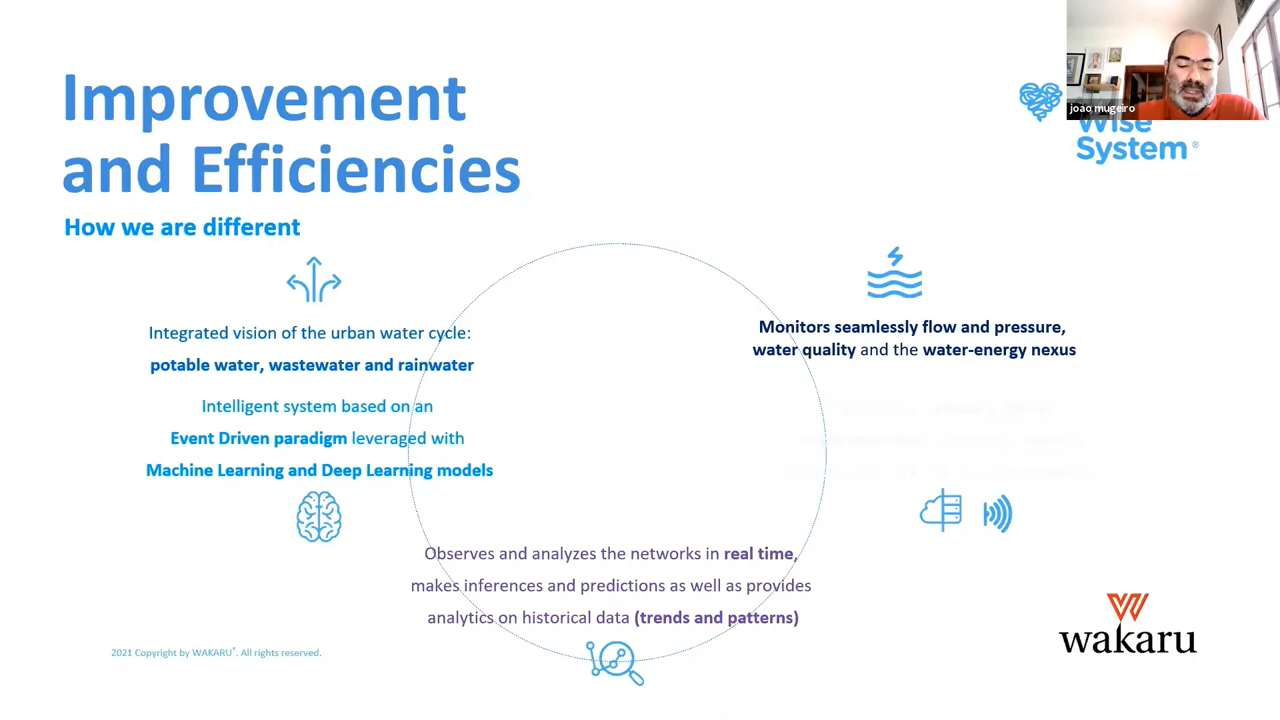 Improvement
and Efficiencies
How we are different
joao mugeiro
Wise
System®
Integrated vision of the urban water cycle:
potable water, wastewater and rainwater
Monitors seamlessly flow and pressure,
water quality and the water-energy nexus
Intelligent system based on an
Event Driven paradigm leveraged with
Machine Learning and Deep Learning models
Observes and analyzes the networks in real time,
makes inferences and predictions as well as provides
analytics on historical data (trends and patterns)
wakaru
2021 Copyright by WAKARU®. All rights reserved.